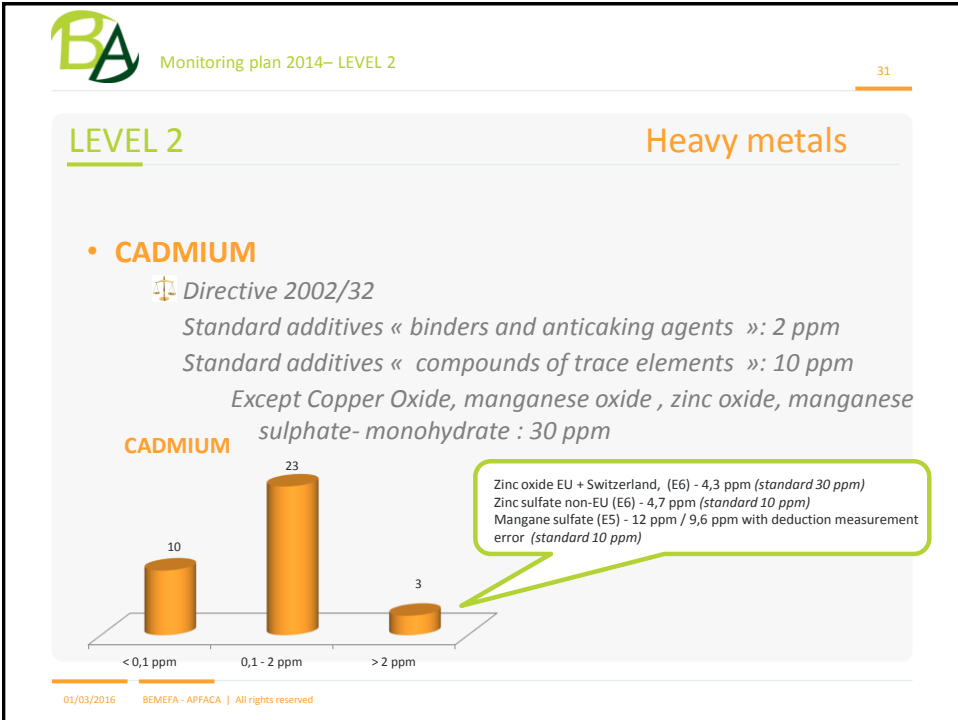 BA
Monitoring plan 2014– LEVEL 2
31
LEVEL 2
Heavy metals
• CADMIUM
Directive 2002/32
Standard additives « binders and anticaking agents  »: 2 ppm
Standard additives «  compounds of trace elements  »: 10 ppm
Except Copper Oxide, manganese oxide , zinc oxide, manganese
sulphate- monohydrate : 30 ppm
CADMIUM
23
10
3
Zinc oxide EU + Switzerland,  (E6) - 4,3 ppm (standard 30 ppm)
Zinc sulfate non-EU (E6) - 4,7 ppm (standard 10 ppm)
Mangane sulfate (E5) - 12 ppm / 9,6 ppm with deduction measurement
error  (standard 10 ppm)
< 0,1 ppm
0,1 - 2 ppm
> 2 ppm
01/03/2016
BEMEFA - APFACA  |  All rights reserved